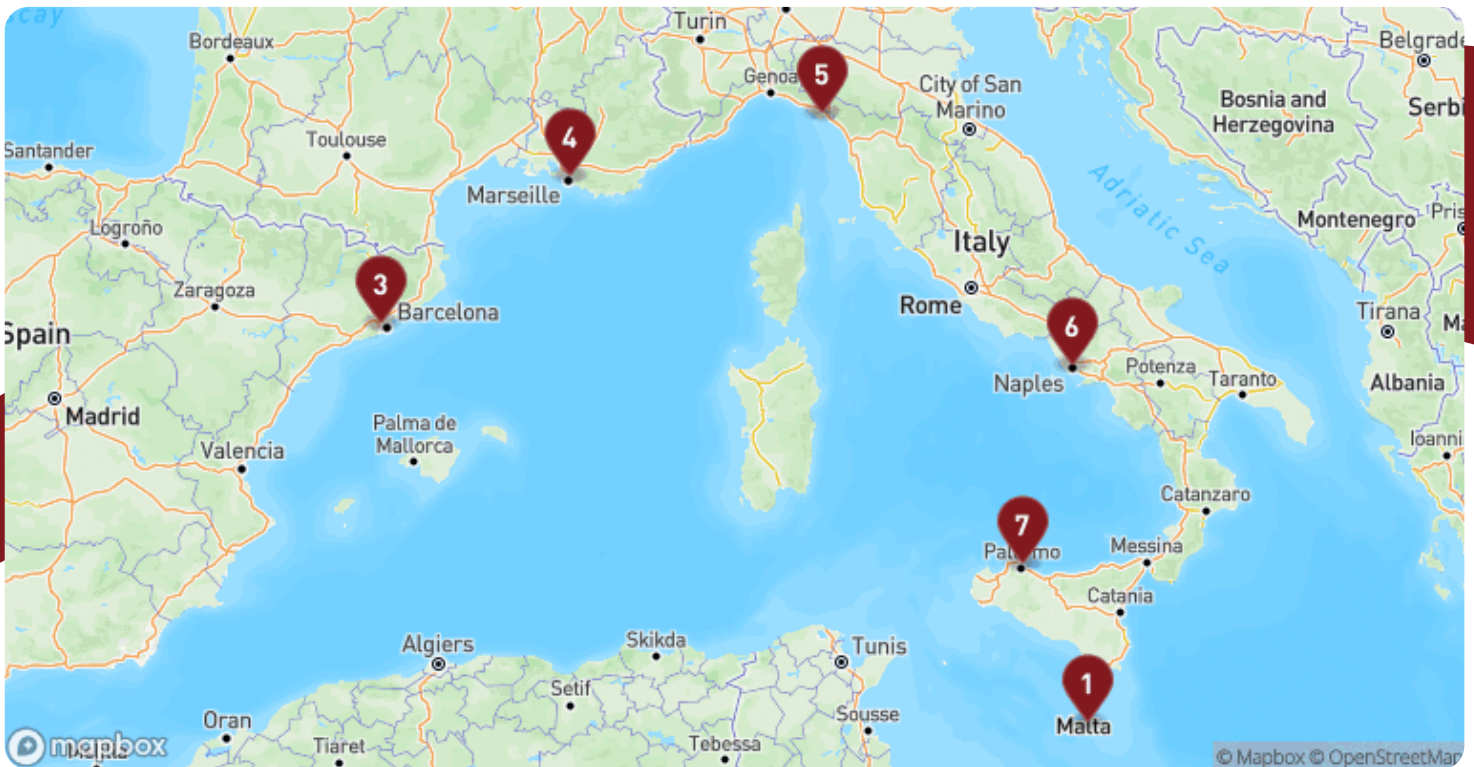 cay
Turin
Bordeaux
Belgrade
Genoa
5
City of San
Marino
Bosnia and
Herzegovina
Serbi
4
Toulouse
Santander
Marseille
Adriatic Sea
Logroño
Montenegro
Pris
Italy
3
Zaragoza
Barcelona
Rome
Tirana
Spain
6
Ma
Naples
Potenza
Taranto
Albania
Madrid
Palma de
Mallorca
Valencia
Ioanni
Catanzaro
7
Messina
Catania
Algiers
Skikda
Tunis
1
Setif
Malta
Oran
Sousse
Tiaret
Tebessa
mapbox
© Mapbox © OpenStreetMap